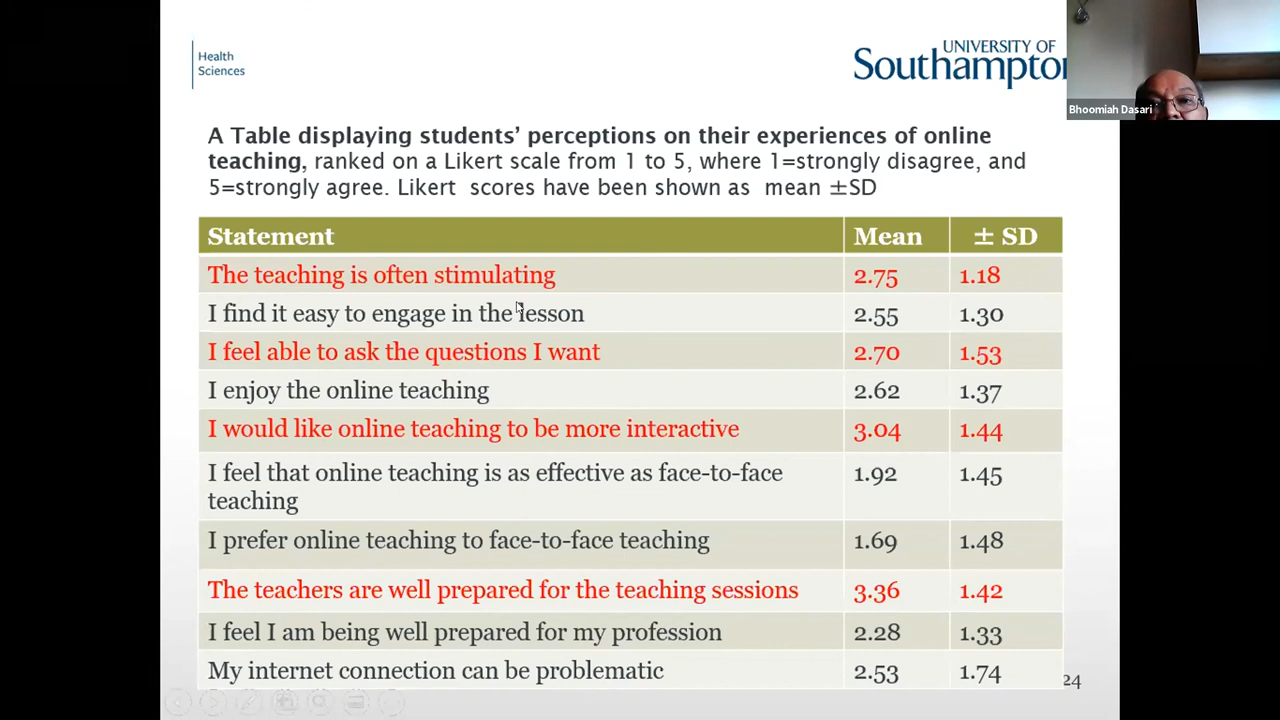 Health
Sciences
UNIVERSITY OF
Southampton
Bhoomiah Dasari
A Table displaying students' perceptions on their experiences of online
teaching, ranked on a Likert scale from 1 to 5, where 1=strongly disagree, and
5=strongly agree. Likert scores have been shown as mean ±SD
Statement Mean ± SD
The teaching is often stimulating 2.75 1.18
I find it easy to engage in the lesson 2.55 1.30
I feel able to ask the questions I want 2.70 1.53
I enjoy the online teaching 2.62 1.37
I would like online teaching to be more interactive 3.04 1.44
I feel that online teaching is as effective as face-to-face 1.92 1.45
teaching
I prefer online teaching to face-to-face teaching 1.69 1.48
The teachers are well prepared for the teaching sessions 3.36 1.42
I feel I am being well prepared for my profession 2.28 1.33
My internet connection can be problematic 2.53 1.74
24